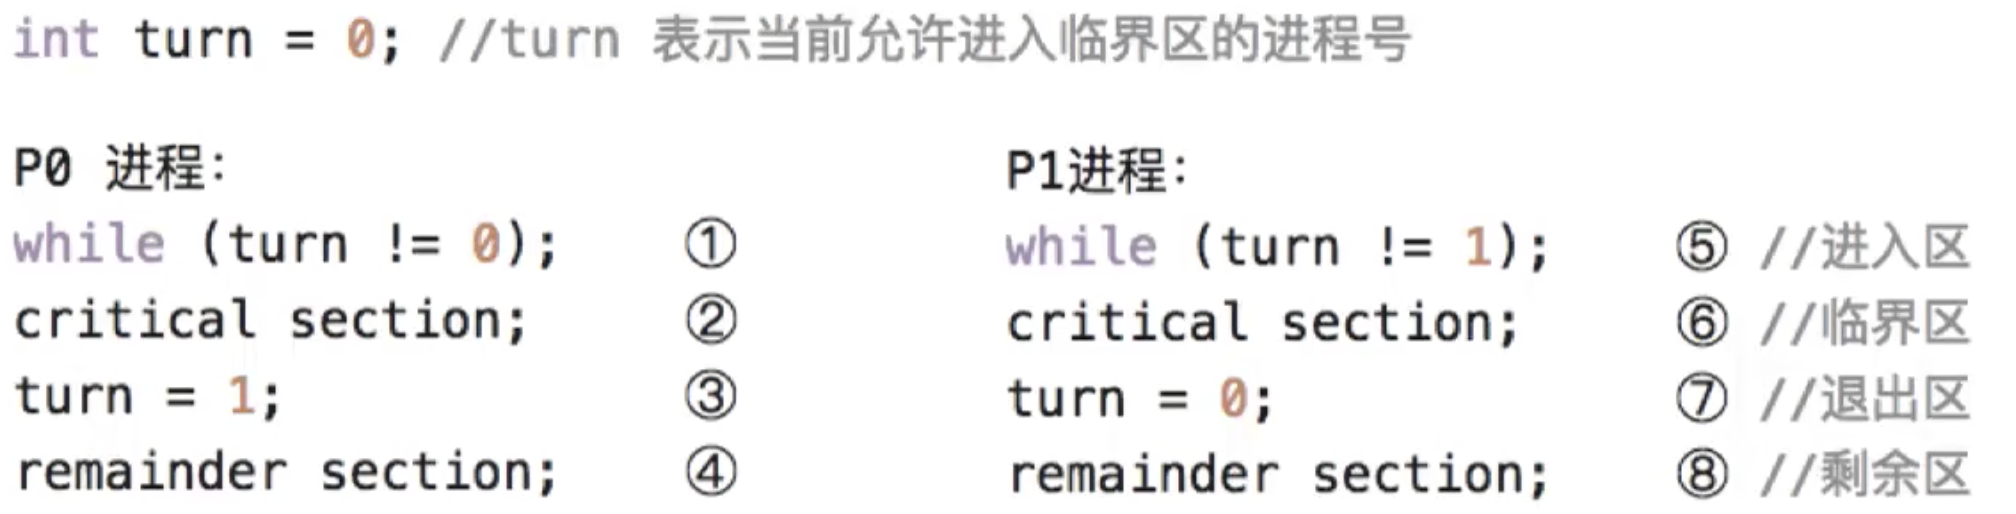 int turn = 0; //turn 表示当前允许进入临界区的进程号
P0 进程:
while (turn != 0); ①
critical section; ②
turn = 1; ③
remainder section; ④
P1进程:
while (turn != 1); ⑤ //进入区
critical section; ⑥ //临界区
turn = 0; ⑦ //退出区
remainder section; ⑧ //剩余区